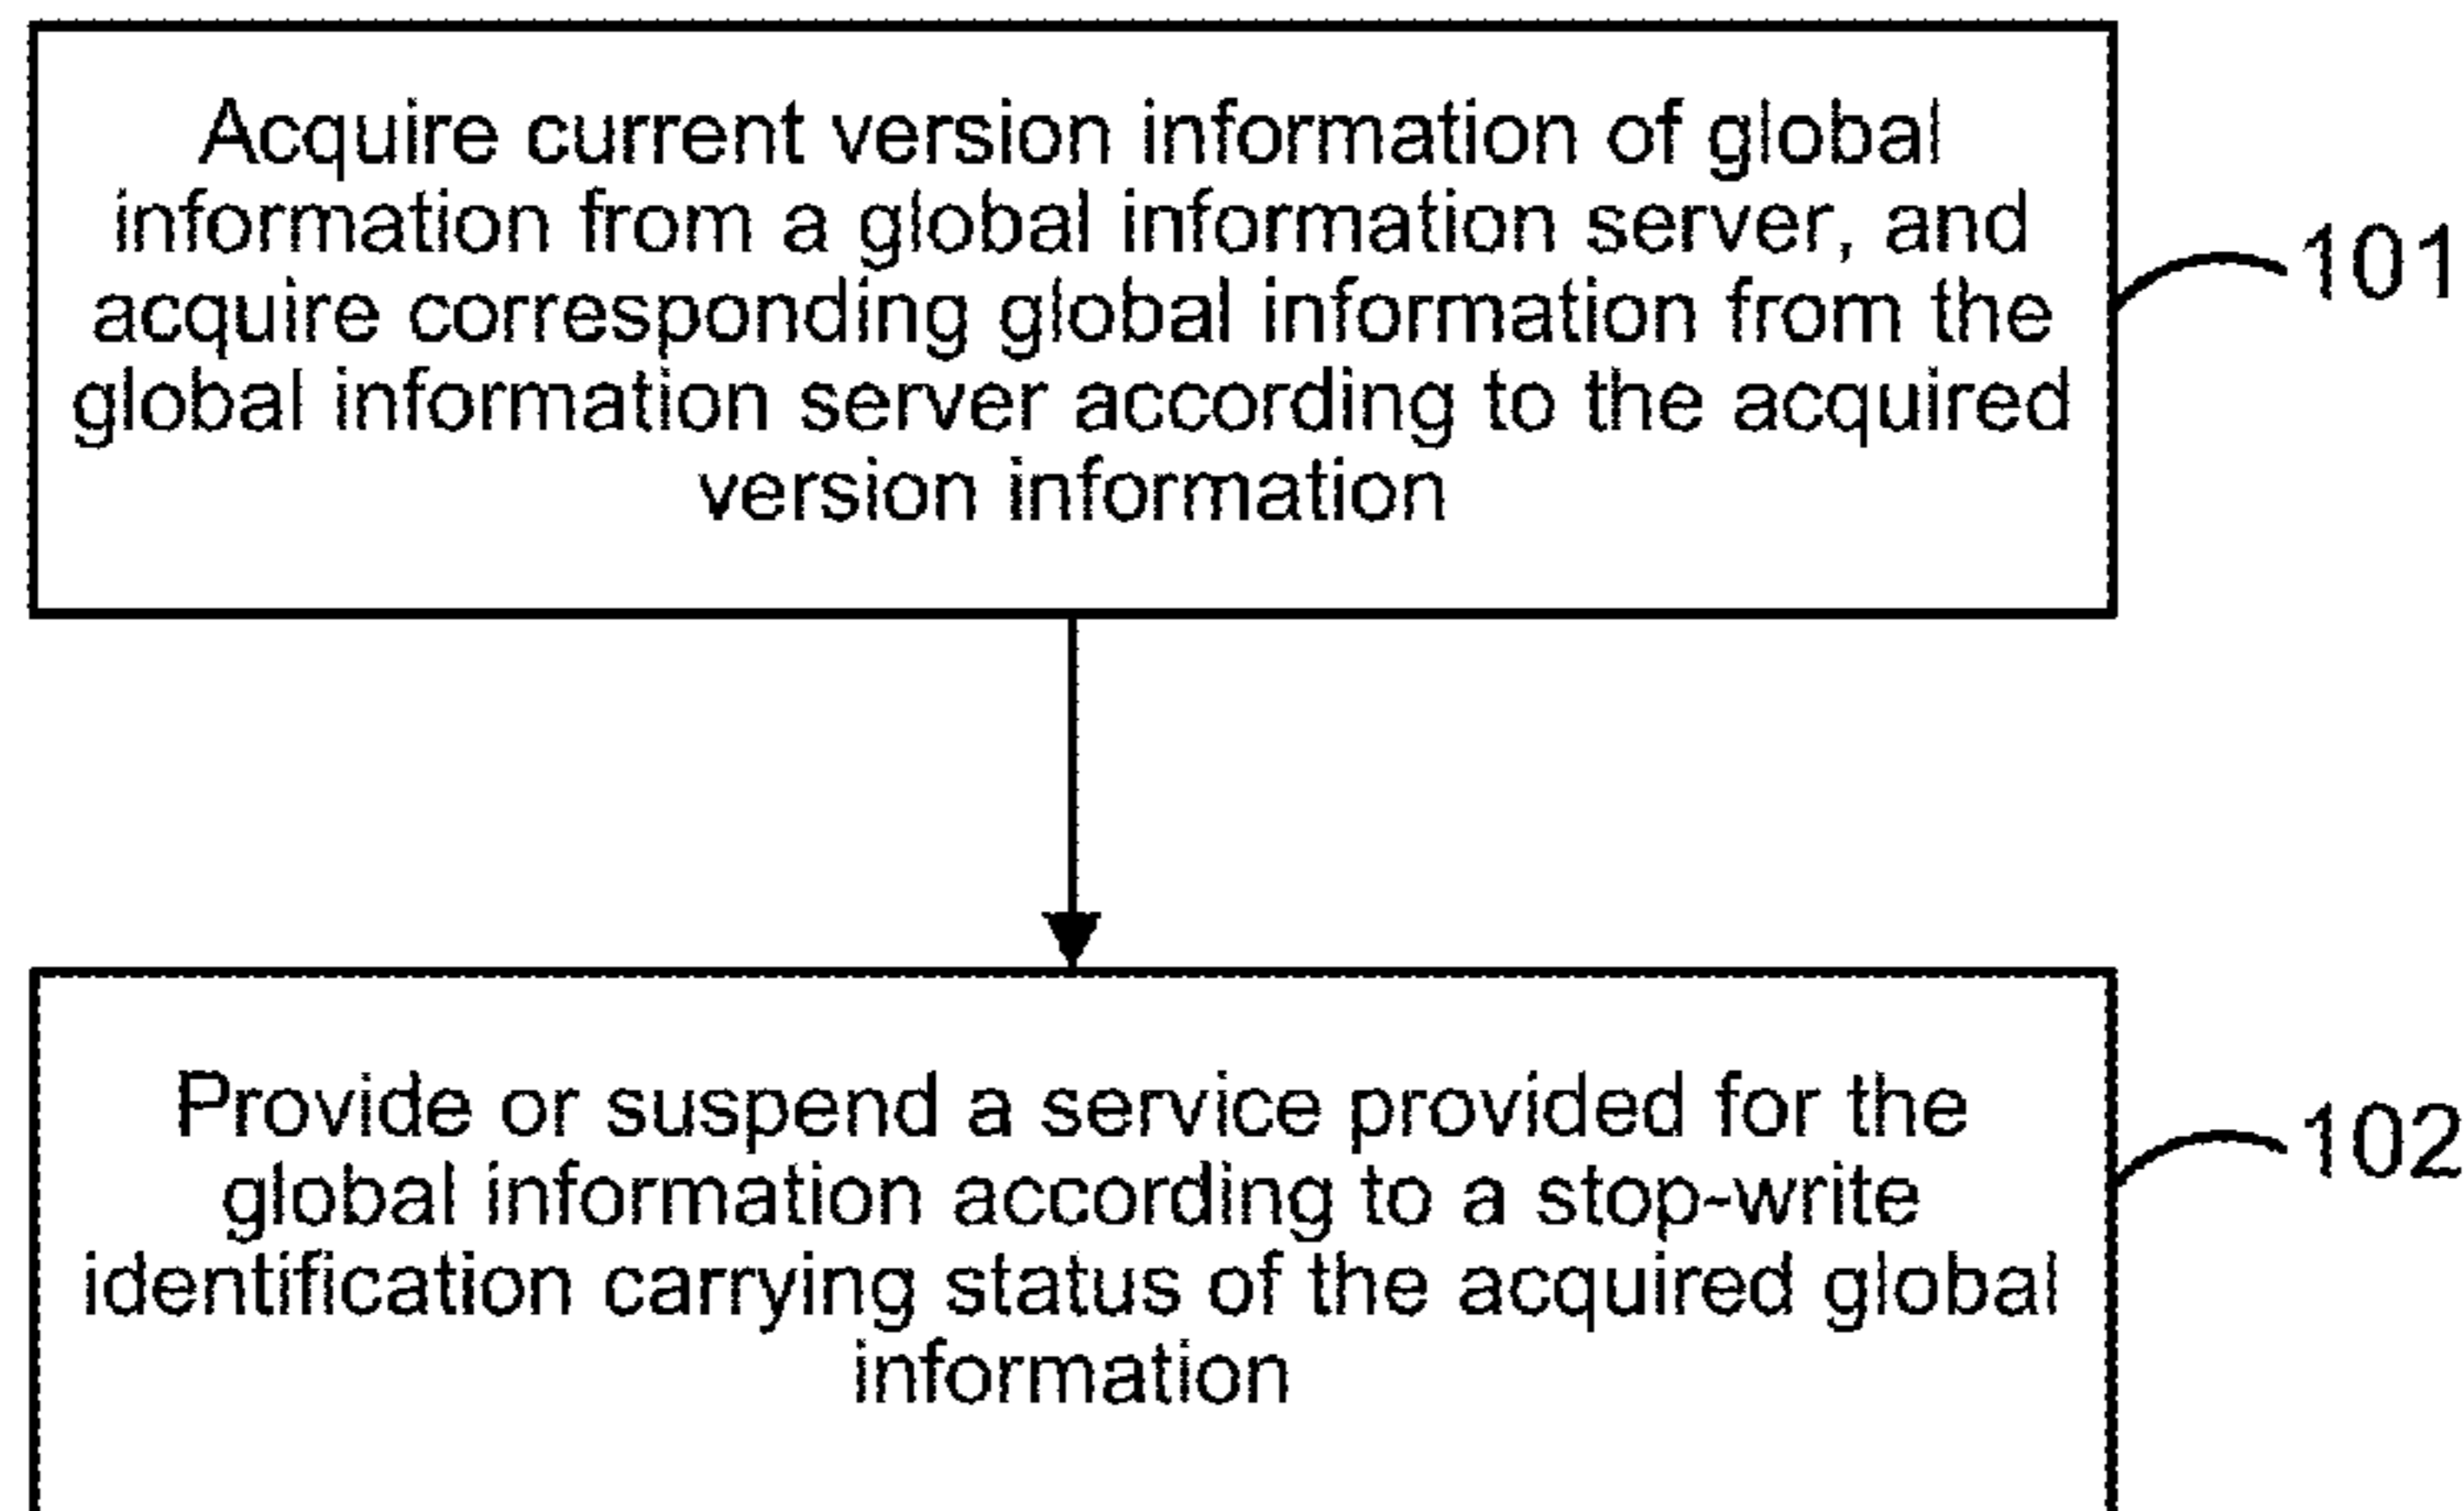 Acquire current version information of global
information from a global information server, and
acquire corresponding global information from the
global information server according to the acquired
version information
101
Provide or suspend a service provided for the
global information according to a stop-write
identification carrying status of the acquired global
information
102